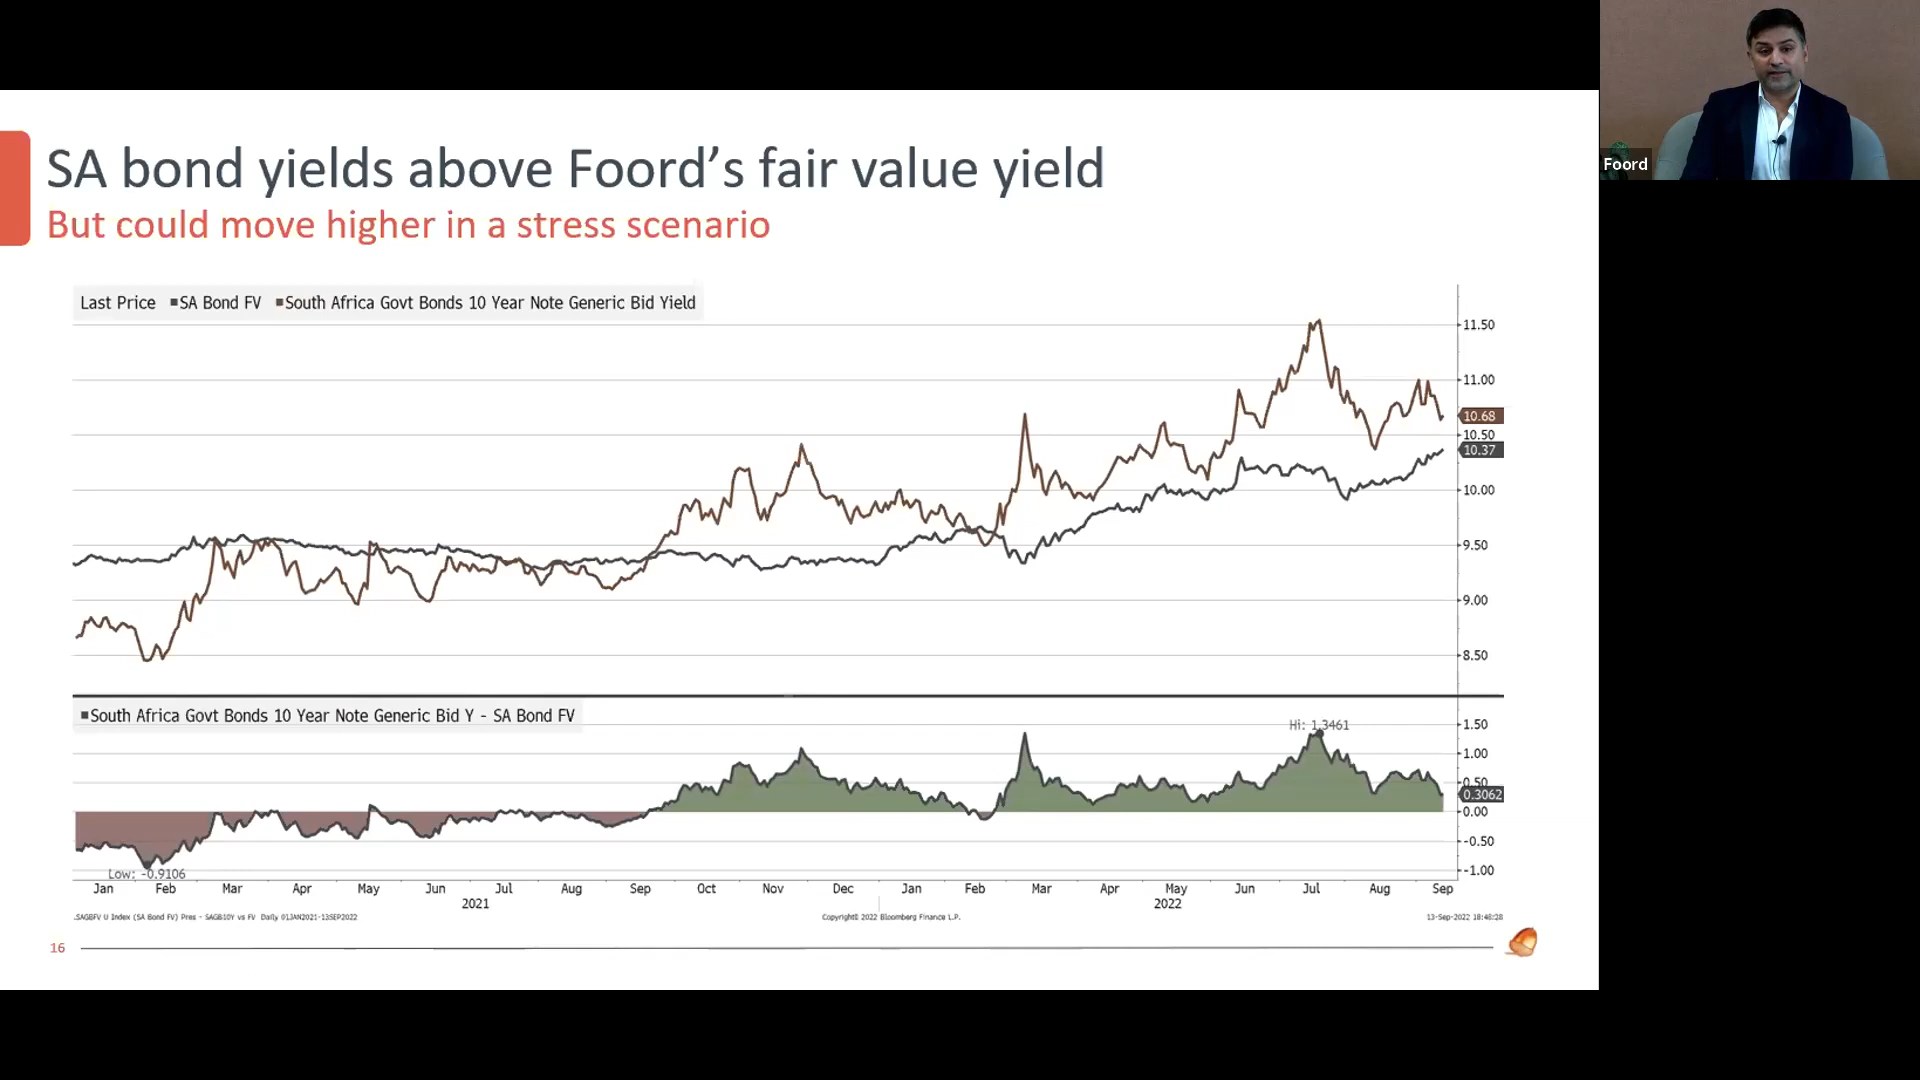 Foord
SA bond yields above Foord’s fair value yield
But could move higher in a stress scenario
Last Price ■SA Bond FV ■South Africa Govt Bonds 10 Year Note Generic Bid Yield
11.50
11.00
10.68
10.50
10.37
10.00
9.50
9.00
8.50
■South Africa Govt Bonds 10 Year Note Generic Bid Y - SA Bond FV
Hi: 1.3461
1.50
1.00
0.50
0.3062
0.00
-0.50
-1.00
Low: -0.9106
Jan Feb Mar Apr May Jun Jul Aug Sep Oct Nov Dec Jan Feb Mar Apr May Jun Jul Aug Sep
2021 2022
.SAGBFV U Index (SA Bond FV) Pres - SAGB10Y vs FV Daily 01JAN2021-13SEP2022 Copyright© 2022 Bloomberg Finance L.P. 13-Sep-2022 18:48:28
16